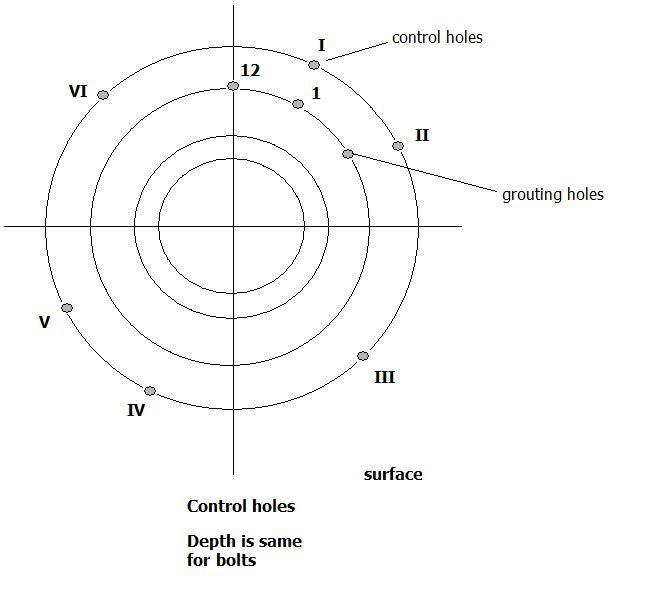 I
control holes
12
VI
1
II
grouting holes
V
III
IV
surface
Control holes
Depth is same
for bolts